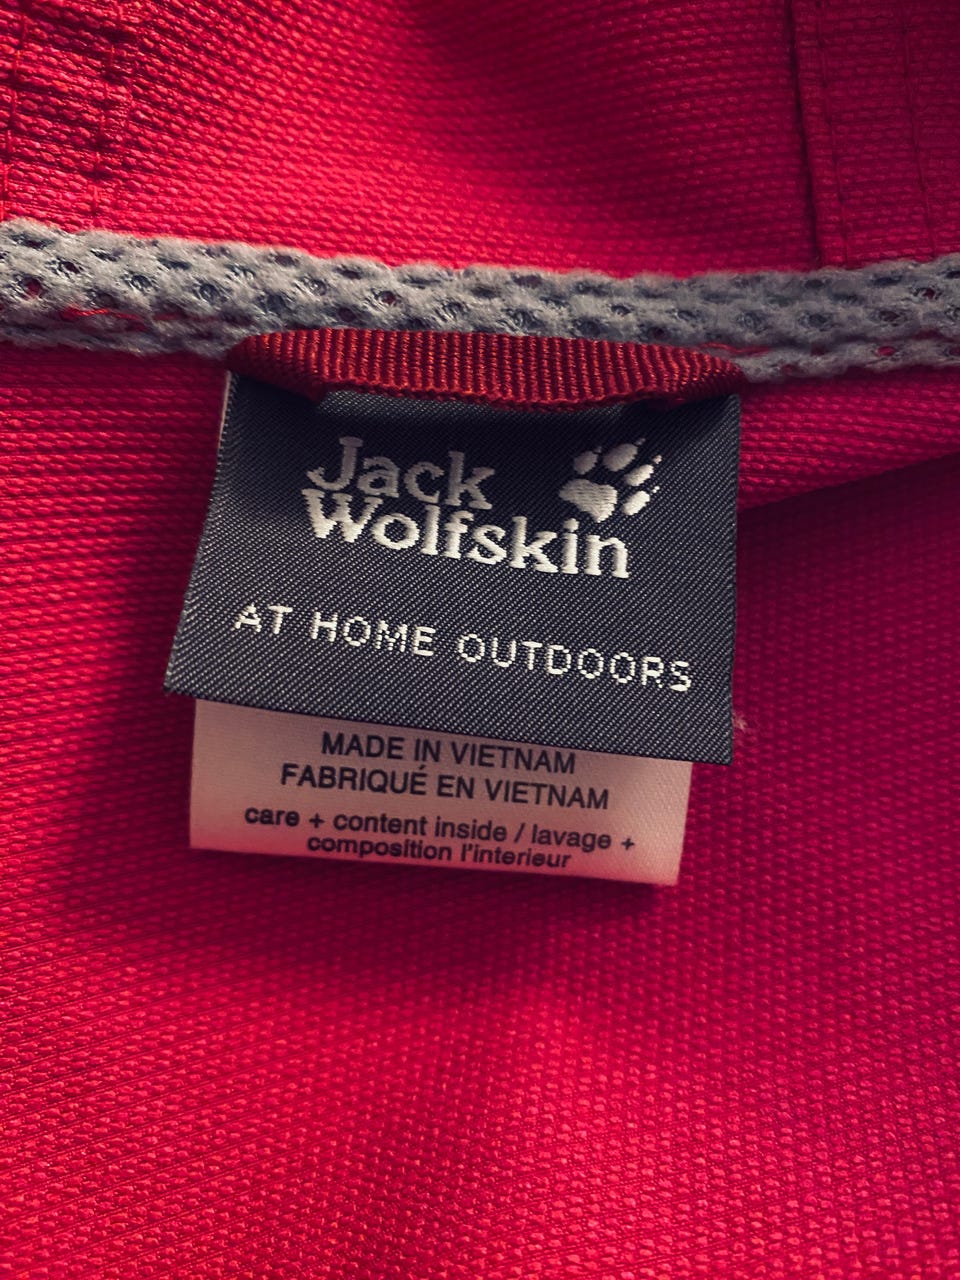 Jack
Wolfskin
AT HOME OUTDOORS
MADE IN VIETNAM
FABRIQUÉ EN VIETNAM
care + content inside / lavage +
composition l'interieur